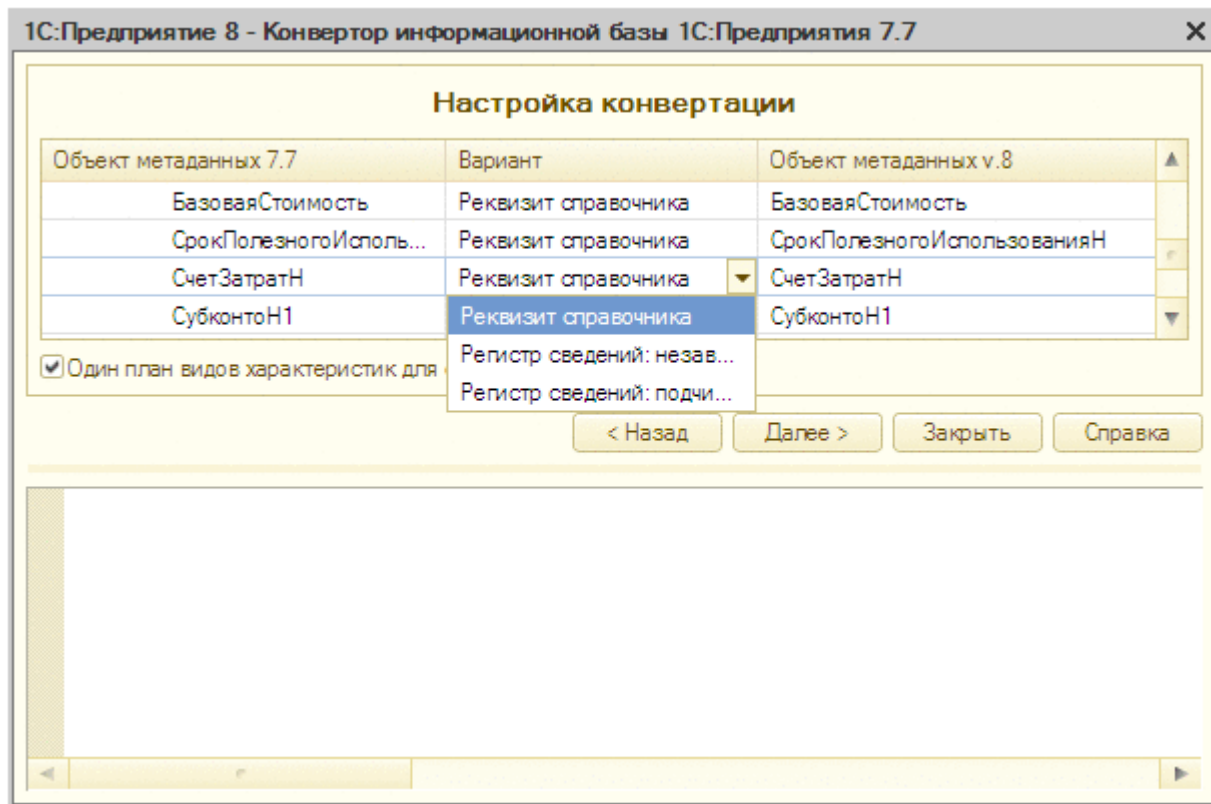 1С:Предприятие 8 - Конвертор информационной базы 1С:Предприятия 7.7
Настройка конвертации
Объект метаданных 7.7 Вариант Объект метаданных v.8
БазоваяСтоимость Реквизит справочника БазоваяСтоимость
СрокПолезногоИсполь... Реквизит справочника СрокПолезногоИспользованияН
СчетЗатратН Реквизит справочника СчетЗатратН
СубконтоН1 Реквизит справочника СубконтоН1
Регистр сведений: незав...
Один план видов характеристик для
Регистр сведений: подчи...
< Назад Далее > Закрыть Справка